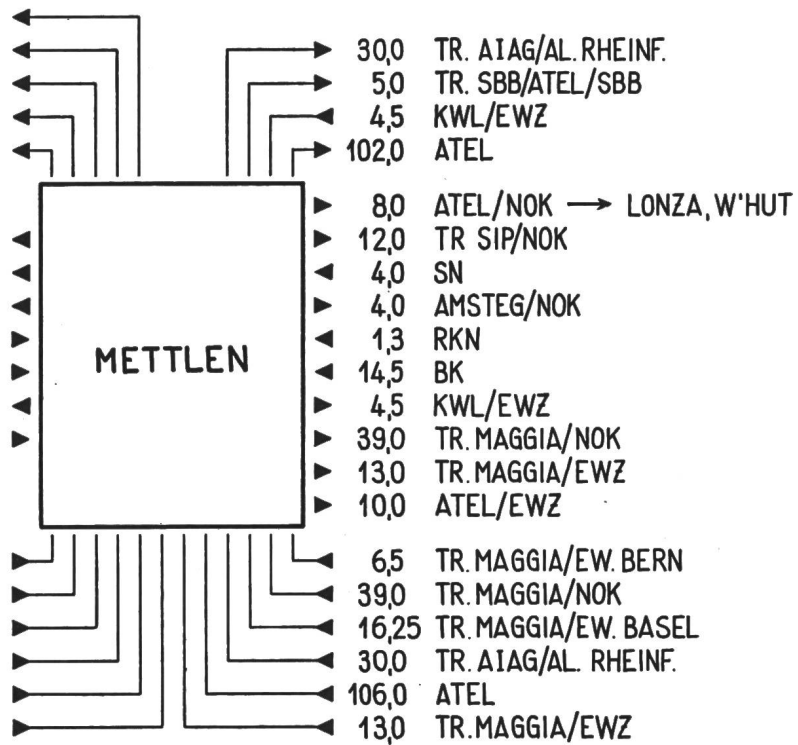 30,0 TR. AIAG/AL. RHEINF.
5,0 TR. SBB/ATEL/SBB
4,5 KWL/EWZ
102,0 ATEL
8,0 ATEL/NOK → LONZA, W'HUT
12,0 TR SIP/NOK
4,0 SN
4,0 AMSTEG/NOK
1,3 RKN
METTLEN
14,5 BK
4,5 KWL/EWZ
39,0 TR. MAGGIA/NOK
13,0 TR. MAGGIA/EWZ
10,0 ATEL/EWZ
6,5 TR. MAGGIA/EW. BERN
39,0 TR. MAGGIA/NOK
16,25 TR. MAGGIA/EW. BASEL
30,0 TR. AIAG/AL. RHEINF.
106,0 ATEL
13,0 TR. MAGGIA/EWZ